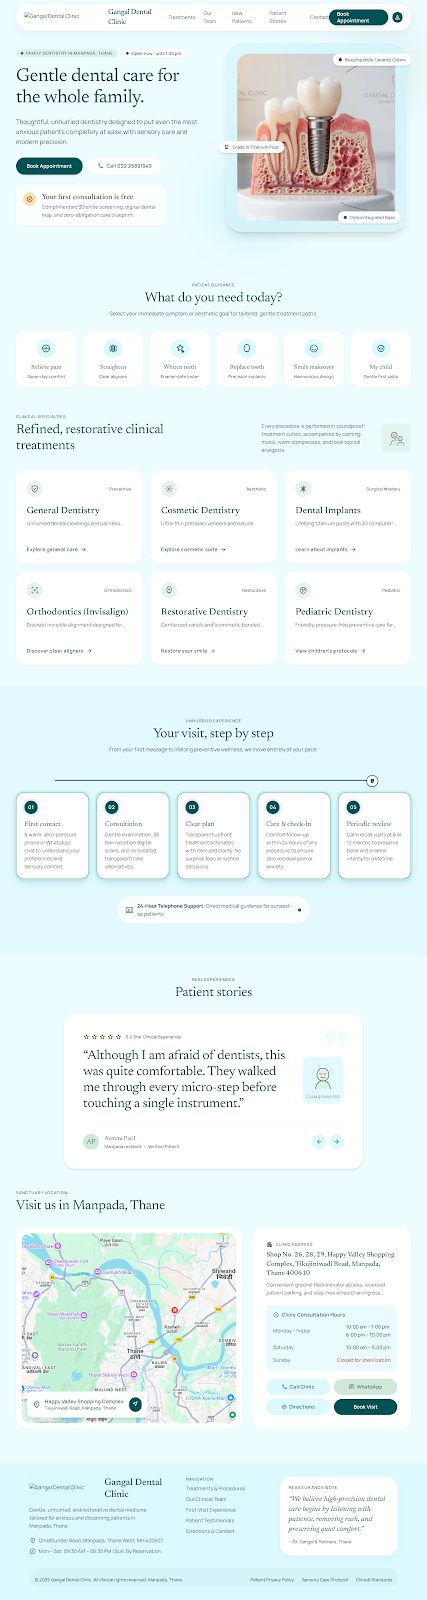 Gangal Dental Clinic
Gangal Dental
Clinic
Treatments
Our
Team
New
Patients
Patient
Stories
Contact
Book
Appointment
FAMILY DENTISTRY IN MANPADA, THANE
Open now · until 1:00 pm
Gentle dental care for
the whole family.
Thoughtful, unhurried dentistry designed to put even the most
anxious patients completely at ease with sensory care and
modern precision.
Book Appointment
Call 022 25891949
Your first consultation is free
Complimentary 3D smile screening, digital dental
map, and zero-obligation care blueprint.
Biocompatible Ceramic Crown
Grade IV Titanium Post
Osseointegrated Base
PATIENT GUIDANCE
What do you need today?
Select your immediate symptom or aesthetic goal for tailored, gentle treatment paths.
Relieve pain
Same-day comfort
Straighten
Clear aligners
Whiten teeth
Enamel-safe luster
Replace tooth
Precision implants
Smile makeover
Harmonious design
My child
Gentle first visits
CLINICAL SPECIALTIES
Refined, restorative clinical
treatments
Every procedure is performed in soundproof
treatment suites, accompanied by calming
music, warm compresses, and local topical
analgesia.
Preventive
General Dentistry
Unhurried dental cleanings and painless...
Explore general care →
Aesthetic
Cosmetic Dentistry
Ultra-thin porcelain veneers and natural...
Explore cosmetic suite →
Surgical Mastery
Dental Implants
Lifelong titanium posts with 3D computer-...
Learn about implants →
Orthodontics
Orthodontics (Invisalign)
Discreet invisible alignment designed for...
Discover clear aligners →
Restorative
Restorative Dentistry
Gentle root canals and biomimetic bonded...
Restore your smile →
Pediatric
Pediatric Dentistry
Friendly, pressure-free preventive care for...
View children's protocols →
UNHURRIED EXPERIENCE
Your visit, step by step
From your first message to lifelong preventive wellness, we move entirely at your pace.
01
First contact
A warm, zero-pressure
phone or WhatsApp
chat to understand your
preferences and
sensory comfort.
02
Consultation
Gentle examination, 3D
low-radiation digital
scans, and co-created,
transparent care
alternatives.
03
Clear plan
Transparent upfront
treatment estimates
with itemized clarity. No
surprise fees or rushed
decisions.
04
Care & check-in
Comfort follow-up
within 24 hours of any
procedure to ensure
zero residual pain or
anxiety.
05
Periodic review
Calm recall visits at 6 or
12 months to preserve
bone and enamel
vitality for a lifetime.
24-Hour Telephone Support: Direct medical guidance for our post-
op patients
REAL EXPERIENCES
Patient stories
5.0 Star Clinical Experience
“Although I am afraid of dentists, this
was quite comfortable. They walked
me through every micro-step before
touching a single instrument.”
AP
Asmita Patil
Manpada resident • Verified Patient
SANCTUARY LOCATION
Visit us in Manpada, Thane
Happy Valley Shopping Complex
Tikujiniwadi Road, Manpada, Thane
CLINIC ADDRESS
Shop No. 26, 28, 29, Happy Valley Shopping
Complex, Tikujiniwadi Road, Manpada,
Thane 400610
Convenient ground-floor elevator access, reserved
patient parking, and step-free wheelchair ingress.
Clinic Consultation Hours
Monday – Friday
10:00 am – 1:00 pm
6:00 pm – 10:00 pm
Saturday
10:00 am – 5:00 pm
Sunday
Closed for sterilization
Call Clinic
WhatsApp
Directions
Book Visit
Gangal Dental Clinic
Gangal Dental
Clinic
Gentle, unhurried, and restorative dental medicine
tailored for anxious and discerning patients in
Manpada, Thane.
Ghodbunder Road, Manpada, Thane West, MH 400607
Mon – Sat: 09:30 AM – 08:30 PM | Sun: By Reservation
NAVIGATION
Treatments & Procedures
Our Clinical Team
First-Visit Experience
Patient Testimonials
Directions & Contact
REASSURANCE NOTE
“We believe high-precision dental
care begins by listening with
patience, removing rush, and
preserving quiet comfort.”
— Dr. Gangal & Partners, Thane
© 2025 Gangal Dental Clinic. All clinical rights reserved. Manpada, Thane.
Patient Privacy Policy
Sensory Care Protocol
Clinical Standards